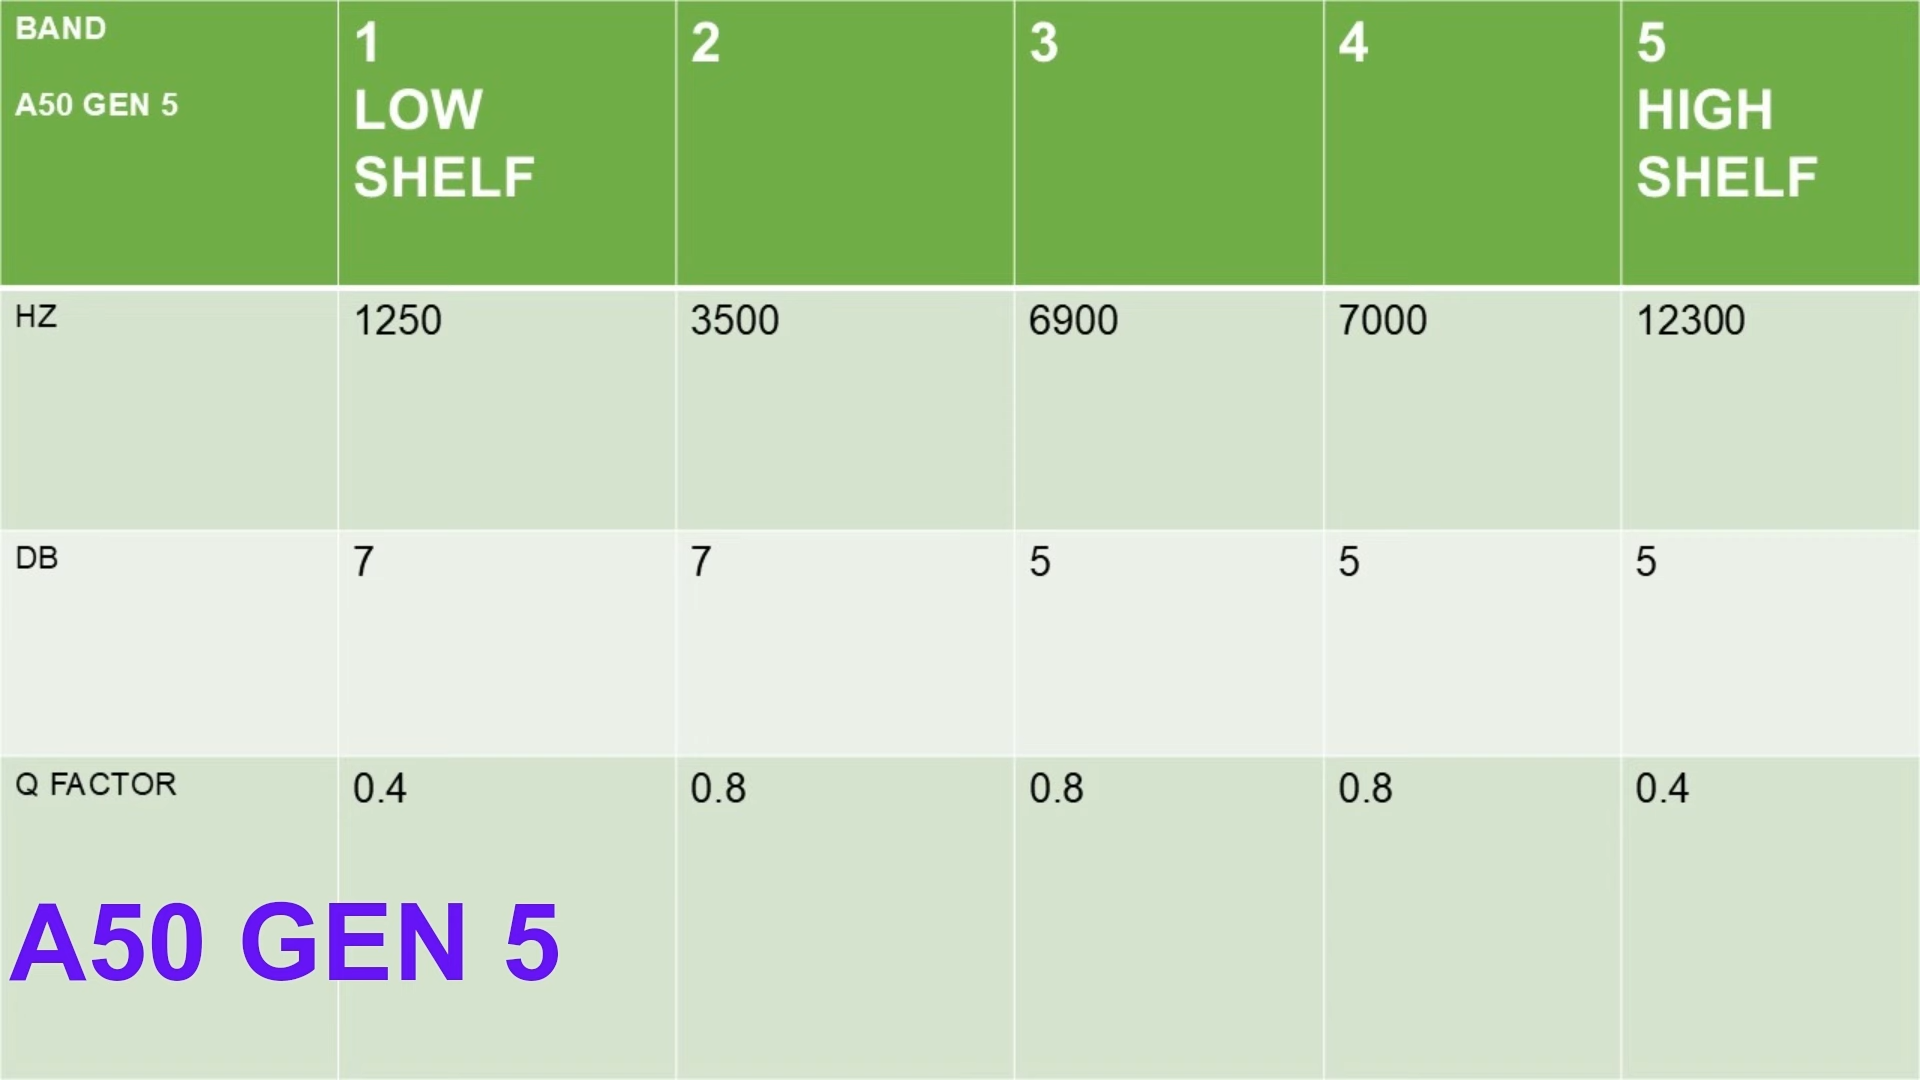 BAND
A50 GEN 5
1
LOW
SHELF
2
3
4
5
HIGH
SHELF
HZ 1250 3500 6900 7000 12300
DB 7 7 5 5 5
Q FACTOR 0.4 0.8 0.8 0.8 0.4
A50 GEN 5